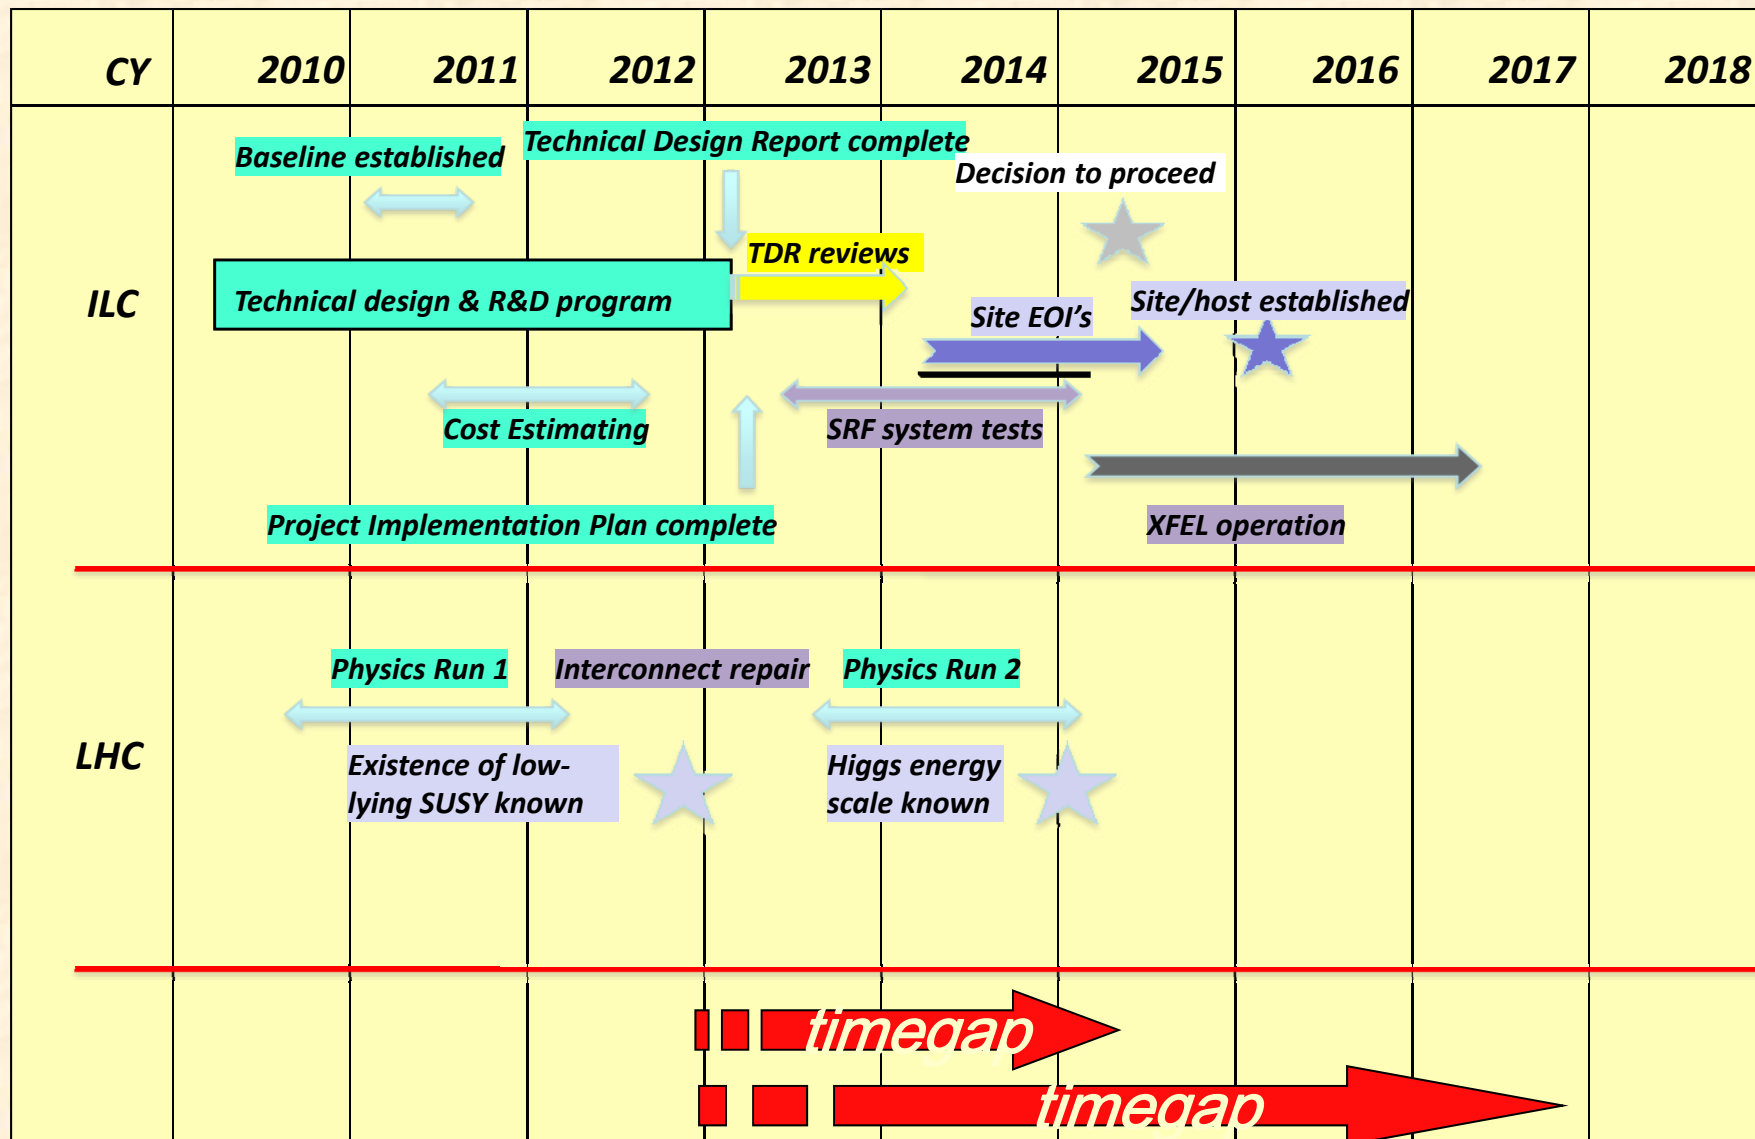 CY 2010 2011 2012 2013 2014 2015 2016 2017 2018
Technical Design Report complete
Baseline established
Decision to proceed
TDR reviews
ILC
Technical design & R&D program
Site EOI's
Site/host established
Cost Estimating
SRF system tests
Project Implementation Plan complete
XFEL operation
Physics Run 1
Interconnect repair
Physics Run 2
LHC
Existence of low-
lying SUSY known
Higgs energy
scale known
timegap
timegap